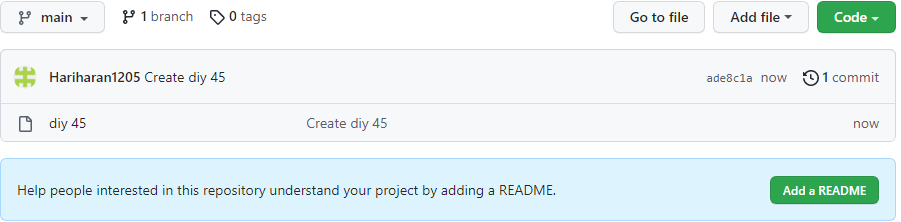 main 1 branch 0 tags Go to file Add file Code
Hariharan1205 Create diy 45 ade8c1a now 1 commit
diy 45 Create diy 45 now
Help people interested in this repository understand your project by adding a README. Add a README